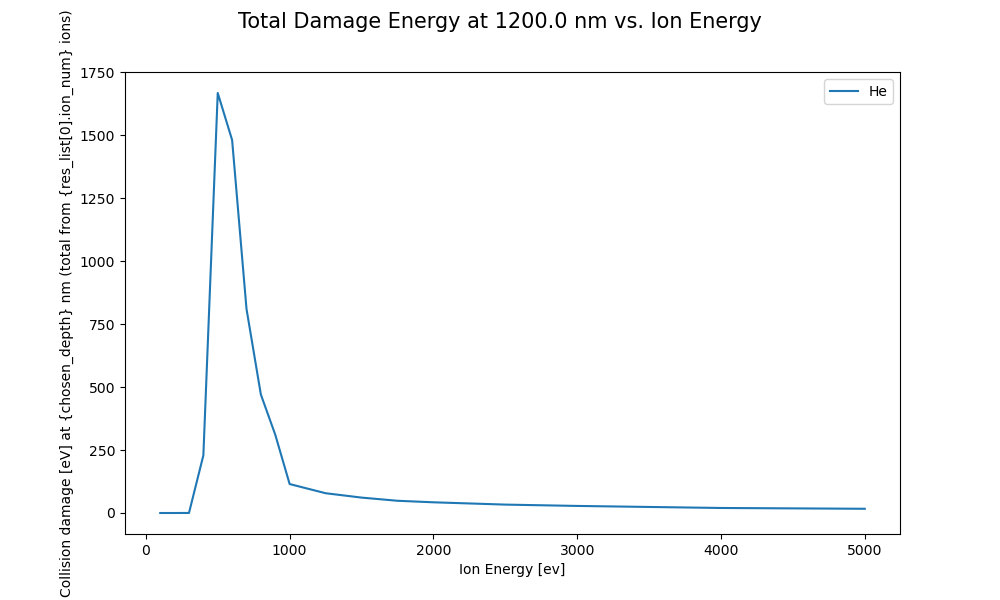 Total Damage Energy at 1200.0 nm vs. Ion Energy
Collision damage [eV] at {chosen_depth} nm (total from {res_list[0].ion_num} ions)
1750
1500
1250
1000
750
500
250
0
He
0 1000 2000 3000 4000 5000
Ion Energy [ev]